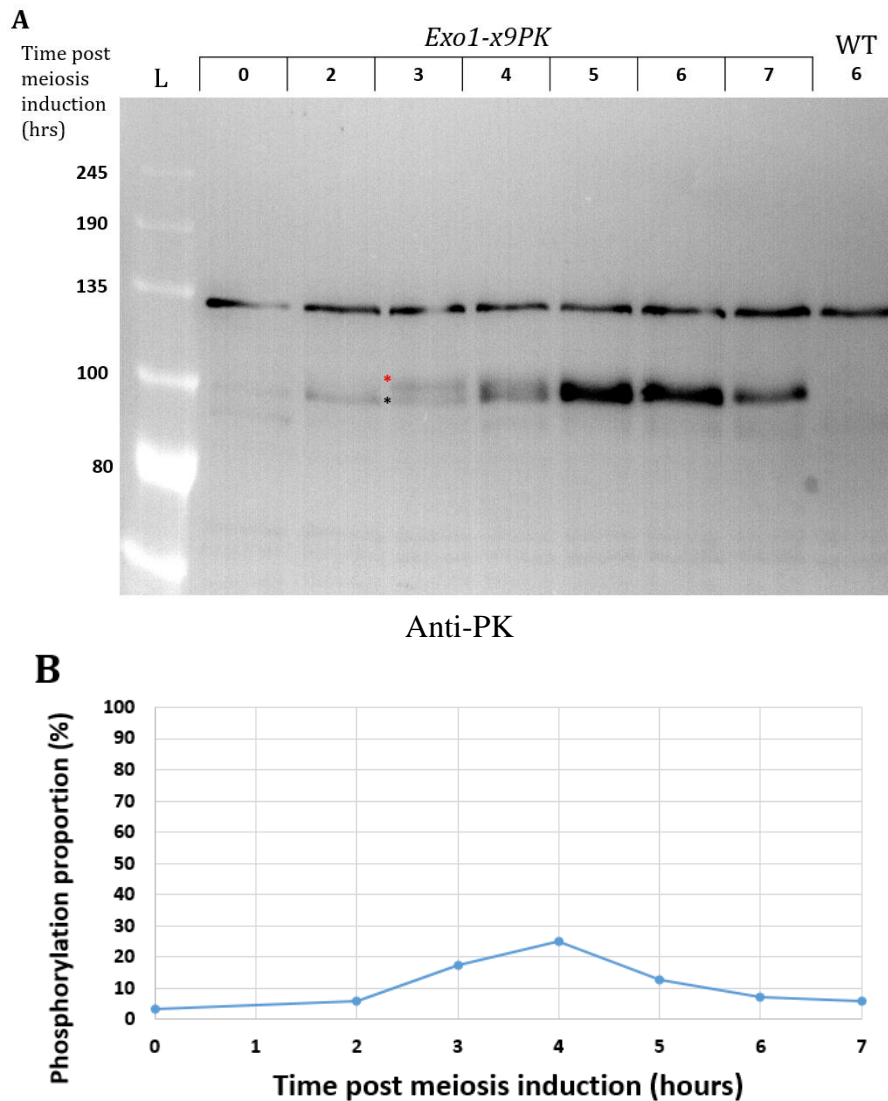 A
Exo1-x9PK
WT
Time post
meiosis
induction
(hrs)
L
0 2 3 4 5 6 7 6
245
190
135
100
*
*
80
Anti-PK
B
Phosphorylation proportion (%)
100
90
80
70
60
50
40
30
20
10
0
0 1 2 3 4 5 6 7
Time post meiosis induction (hours)